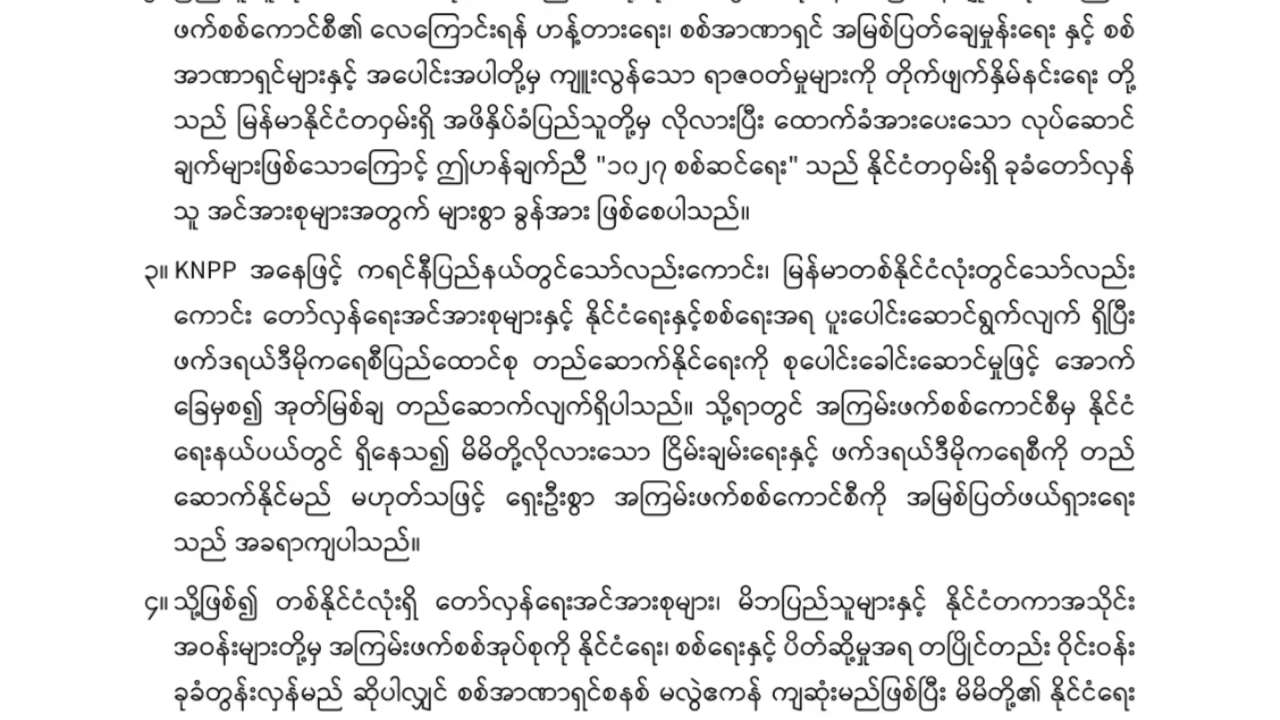 ဖက်စစ်ကောင်စီ၏ လေကြောင်းရန် ဟန့်တားရေး၊ စစ်အာဏာရှင် အမြစ်ပြတ်ချေမှုန်းရေး နှင့် စစ်
အာဏာရှင်များနှင့် အပေါင်းအပါတို့မှ ကျူးလွန်သော ရာဇဝတ်မှုများကို တိုက်ဖျက်နှိမ်နင်းရေး တို့
သည် မြန်မာနိုင်ငံတဝှမ်းရှိ အဖိနှိပ်ခံပြည်သူတို့မှ လိုလားပြီး ထောက်ခံအားပေးသော လုပ်ဆောင်
ချက်များဖြစ်သောကြောင့် ဤဟန်ချက်ညီ "၁၀၂၇ စစ်ဆင်ရေး" သည် နိုင်ငံတဝှမ်းရှိ ခုခံတော်လှန်
သူ အင်အားစုများအတွက် များစွာ ခွန်အား ဖြစ်စေပါသည်။
၃။ KNPP အနေဖြင့် ကရင်နီပြည်နယ်တွင်သော်လည်းကောင်း၊ မြန်မာတစ်နိုင်ငံလုံးတွင်သော်လည်း
ကောင်း တော်လှန်ရေးအင်အားစုများနှင့် နိုင်ငံရေးနှင့်စစ်ရေးအရ ပူးပေါင်းဆောင်ရွက်လျက် ရှိပြီး
ဖက်ဒရယ်ဒီမိုကရေစီပြည်ထောင်စု တည်ဆောက်နိုင်ရေးကို စုပေါင်းခေါင်းဆောင်မှုဖြင့် အောက်
ခြေမှစ၍ အုတ်မြစ်ချ တည်ဆောက်လျက်ရှိပါသည်။ သို့ရာတွင် အကြမ်းဖက်စစ်ကောင်စီမှ နိုင်ငံ
ရေးနယ်ပယ်တွင် ရှိနေသ၍ မိမိတို့လိုလားသော ငြိမ်းချမ်းရေးနှင့် ဖက်ဒရယ်ဒီမိုကရေစီကို တည်
ဆောက်နိုင်မည် မဟုတ်သဖြင့် ရှေးဦးစွာ အကြမ်းဖက်စစ်ကောင်စီကို အမြစ်ပြတ်ဖယ်ရှားရေး
သည် အခရာကျပါသည်။
၄။ သို့ဖြစ်၍ တစ်နိုင်ငံလုံးရှိ တော်လှန်ရေးအင်အားစုများ၊ မိဘပြည်သူများနှင့် နိုင်ငံတကာအသိုင်း
အဝန်းများတို့မှ အကြမ်းဖက်စစ်အုပ်စုကို နိုင်ငံရေး၊ စစ်ရေးနှင့် ပိတ်ဆို့မှုအရ တပြိုင်တည်း ဝိုင်းဝန်း
ခုခံတွန်းလှန်မည် ဆိုပါလျှင် စစ်အာဏာရှင်စနစ် မလွဲဧကန် ကျဆုံးမည်ဖြစ်ပြီး မိမိတို့၏ နိုင်ငံရေး